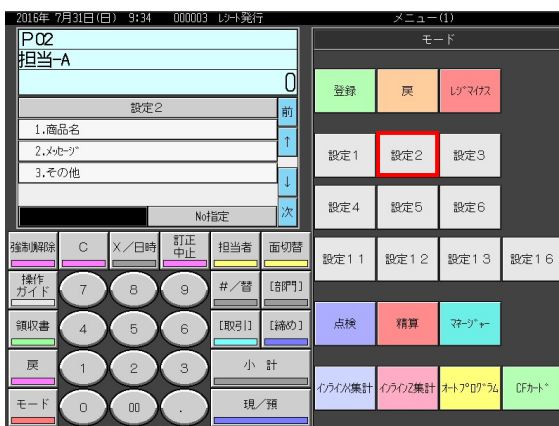 2016年 7月31日(日) 9:34 000003 ﾚｼｰﾄ発行 メニュー(1)
P02
担当-A
0
設定2
1.商品名
2.ﾒｯｾｰｼﾞ
3.その他
No指定
前
↑
↓
次
モード
登録 戻 ﾚｼﾞﾏｲﾅｽ
設定1 設定2 設定3
設定4 設定5 設定6
設定11 設定12 設定13 設定16
点検 精算 ﾏﾈｰｼﾞｬｰ
ｲﾝﾗｲﾝX集計 ｲﾝﾗｲﾝZ集計 ｵｰﾄﾌﾟﾛｸﾞﾗﾑ CFｶｰﾄﾞ
強制解除 C X/日時 訂正中止 担当者 面切替
操作ガイド 7 8 9 #/替 [部門]
領収書 4 5 6 [取引] [締め]
戻 1 2 3 小 計
モード 0 00 . 現/預